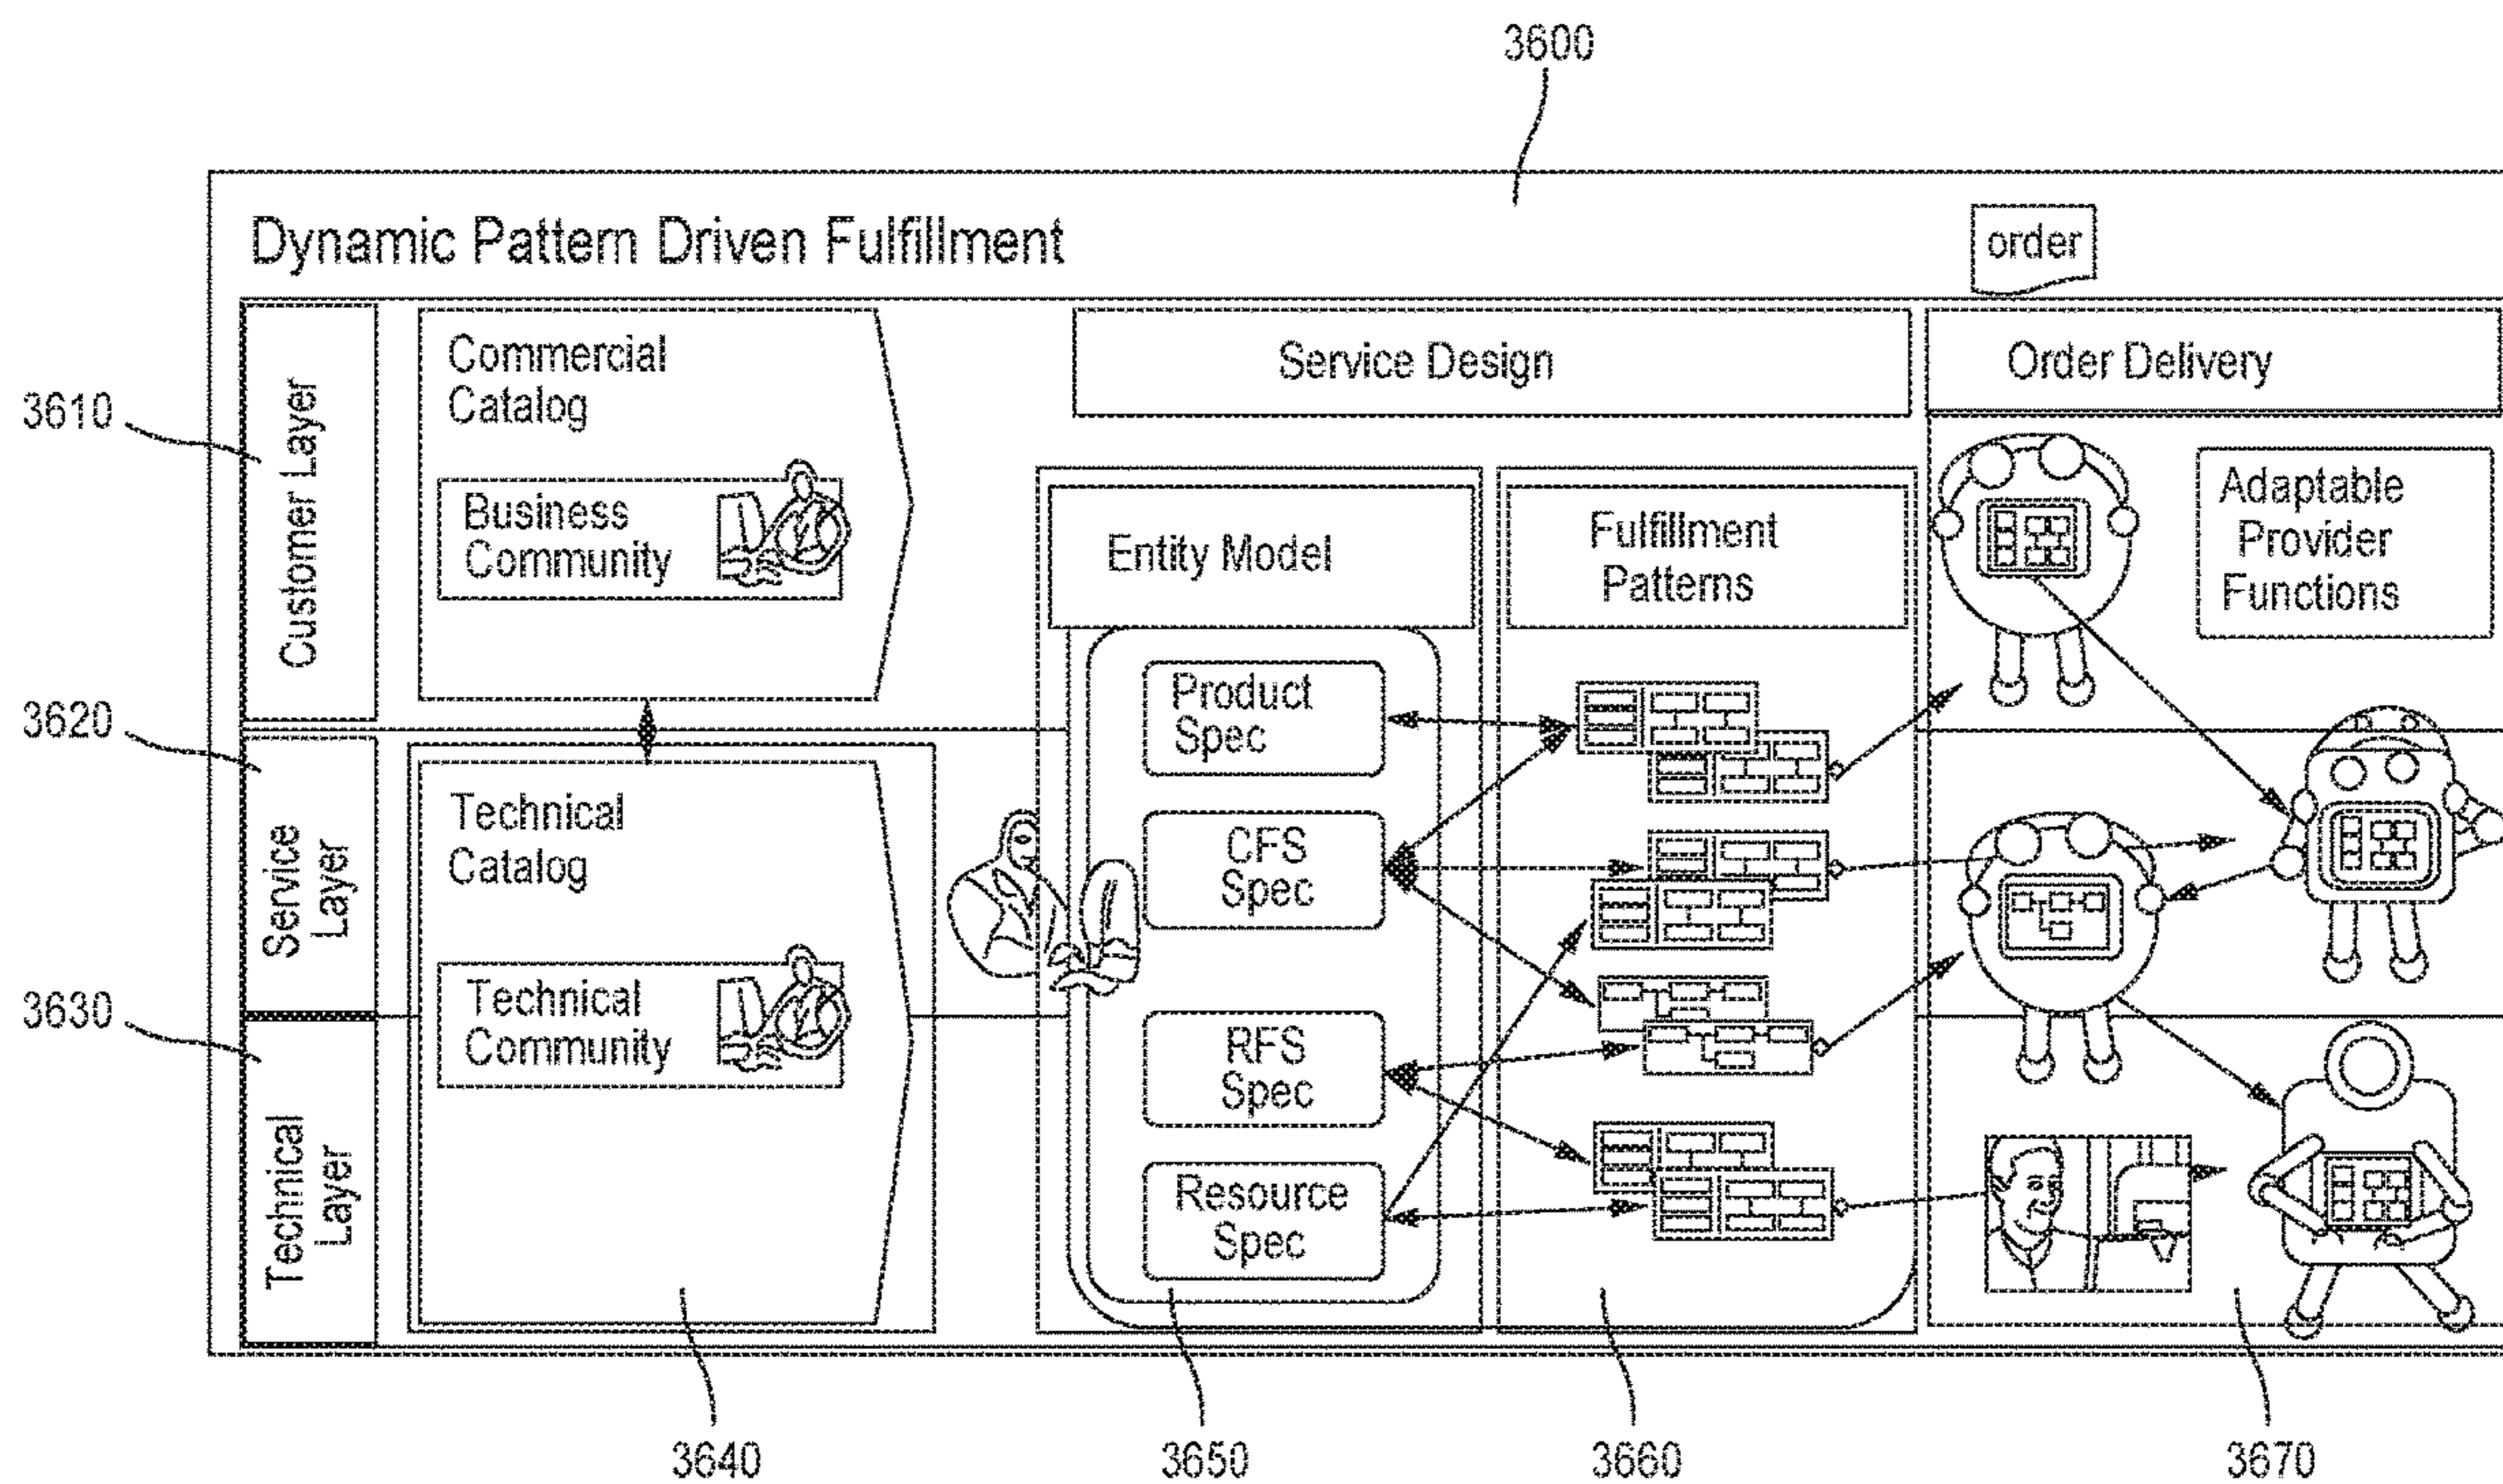 3600
Dynamic Pattern Driven Fulfillment
order
3610
Customer Layer
Commercial
Catalog
Business
Community
Service Design
Order Delivery
Entity Model
Fulfillment
Patterns
Adaptable
Provider
Functions
3620
Service
Layer
Technical
Catalog
Technical
Community
Product
Spec
CFS
Spec
RFS
Spec
Resource
Spec
3630
Technical
Layer
3640
3650
3660
3670